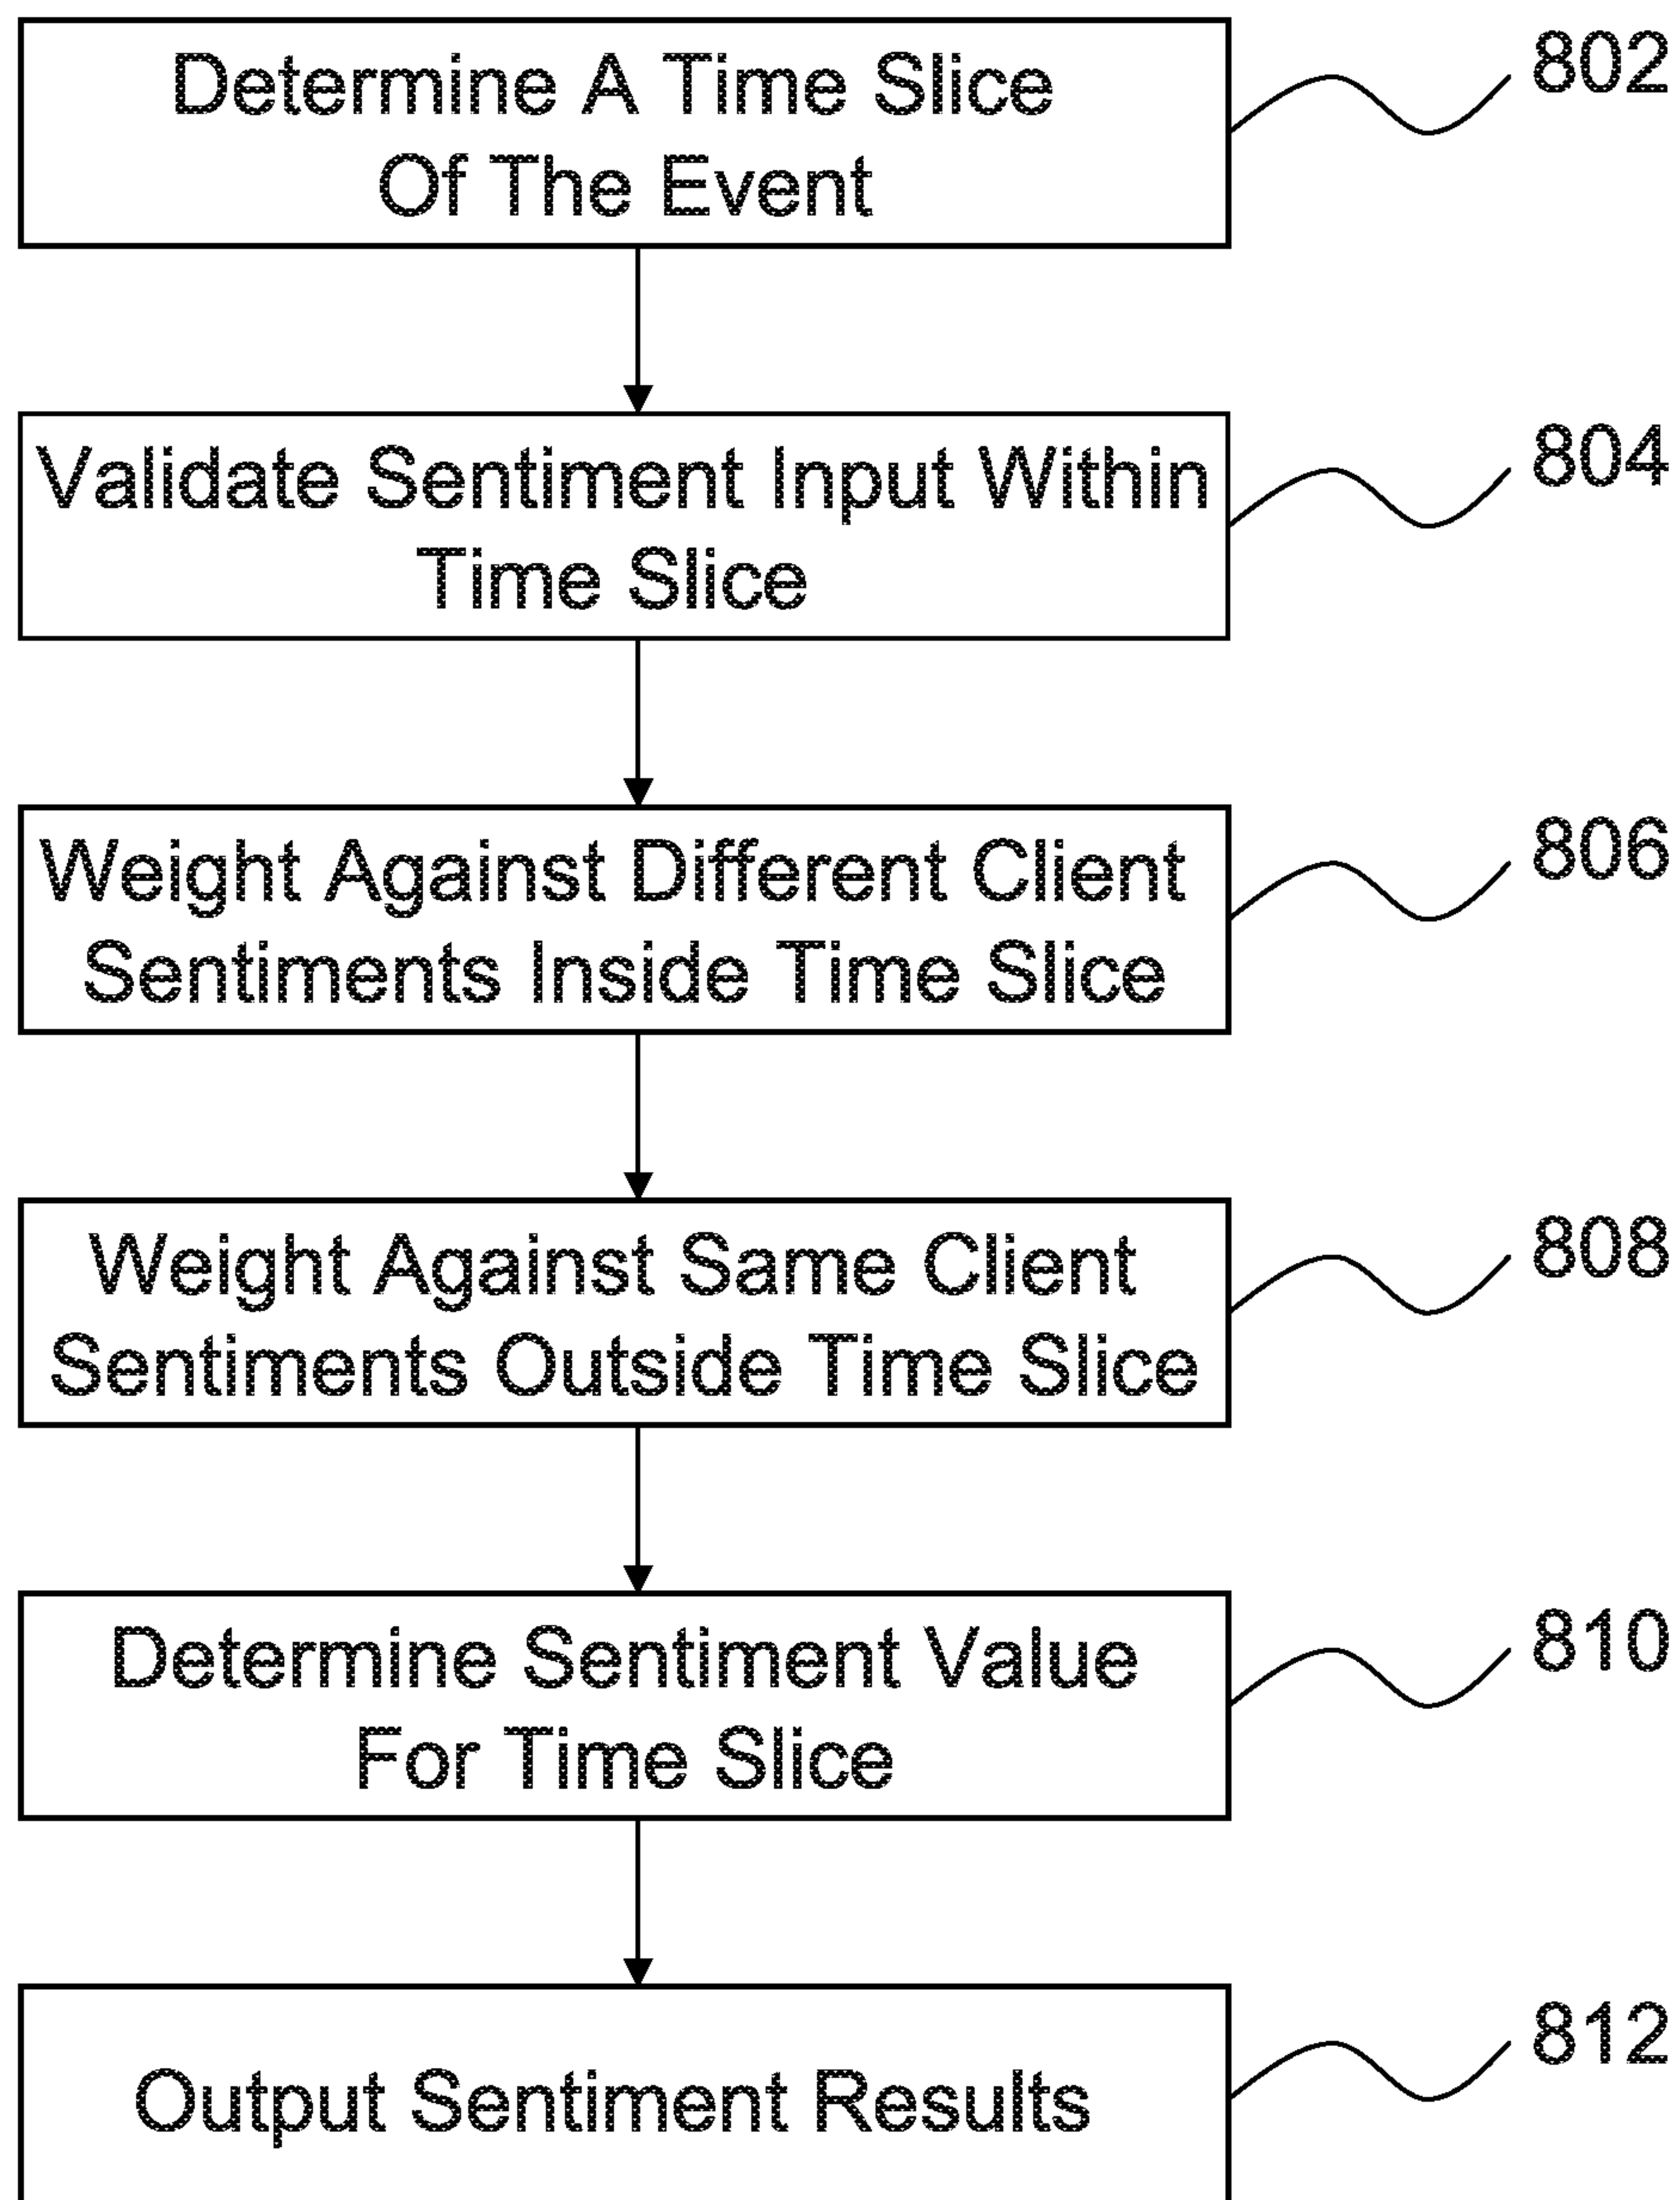 Determine A Time Slice
Of The Event
802
Validate Sentiment Input Within
Time Slice
804
Weight Against Different Client
Sentiments Inside Time Slice
806
Weight Against Same Client
Sentiments Outside Time Slice
808
Determine Sentiment Value
For Time Slice
810
Output Sentiment Results
812